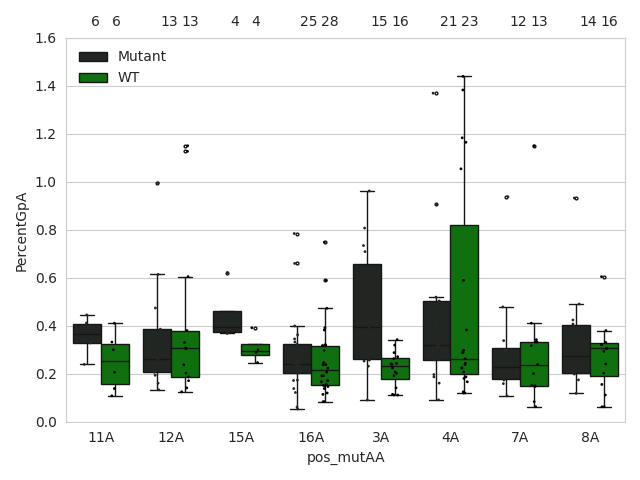 6 6 13 13 4 4 25 28 15 16 21 23 12 13 14 16
1.6
1.4
1.2
1.0
0.8
0.6
0.4
0.2
0.0
PercentGpA
Mutant
WT
11A 12A 15A 16A 3A 4A 7A 8A
pos_mutAA